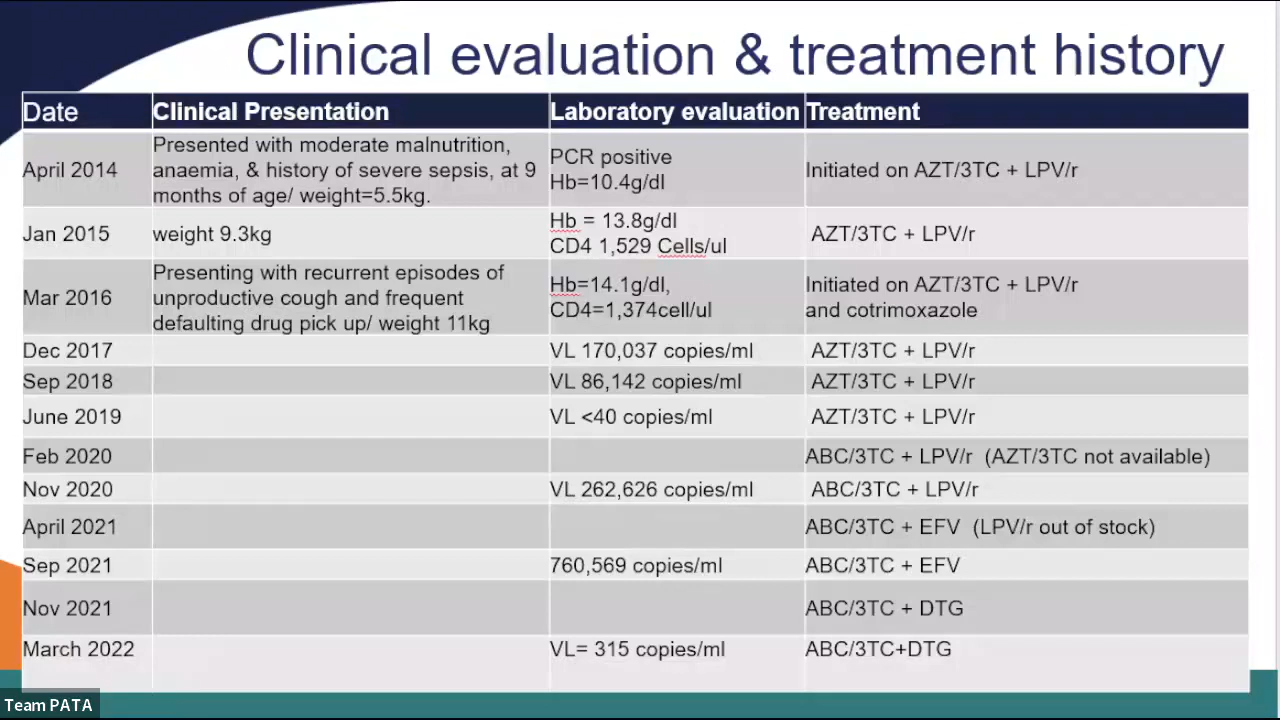 Clinical evaluation & treatment history
Date Clinical Presentation Laboratory evaluation Treatment
April 2014
Presented with moderate malnutrition,
anaemia, & history of severe sepsis, at 9
months of age/ weight=5.5kg.
PCR positive
Hb=10.4g/dl
Initiated on AZT/3TC + LPV/r
Jan 2015
weight 9.3kg
Hb = 13.8g/dl
CD4 1,529 Cells/ul
AZT/3TC + LPV/r
Mar 2016
Presenting with recurrent episodes of
unproductive cough and frequent
defaulting drug pick up/ weight 11kg
Hb=14.1g/dl,
CD4=1,374cell/ul
Initiated on AZT/3TC + LPV/r
and cotrimoxazole
Dec 2017 VL 170,037 copies/ml AZT/3TC + LPV/r
Sep 2018 VL 86,142 copies/ml AZT/3TC + LPV/r
June 2019 VL <40 copies/ml AZT/3TC + LPV/r
Feb 2020 ABC/3TC + LPV/r (AZT/3TC not available)
Nov 2020 VL 262,626 copies/ml ABC/3TC + LPV/r
April 2021 ABC/3TC + EFV (LPV/r out of stock)
Sep 2021 760,569 copies/ml ABC/3TC + EFV
Nov 2021 ABC/3TC + DTG
March 2022 VL= 315 copies/ml ABC/3TC+DTG
Team PATA